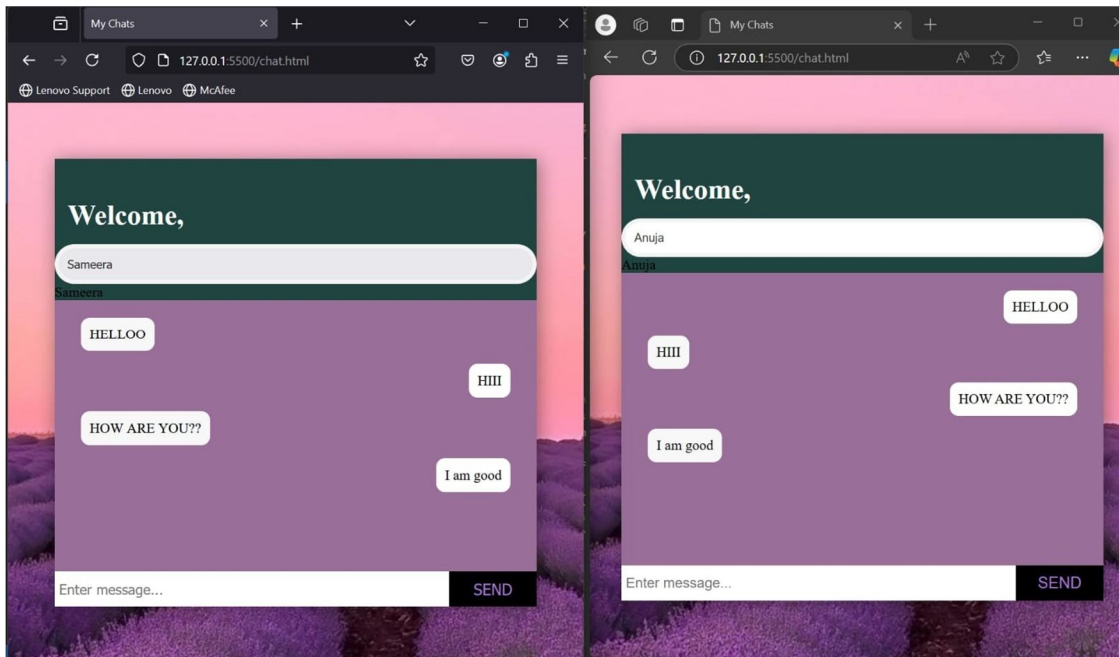 My Chats
127.0.0.1:5500/chat.html
Lenovo Support Lenovo McAfee
Welcome,
Sameera
Sameera
HELLOO
HIII
HOW ARE YOU??
I am good
Enter message...
SEND
My Chats
127.0.0.1:5500/chat.html
Welcome,
Anuja
Anuja
HELLOO
HIII
HOW ARE YOU??
I am good
Enter message...
SEND